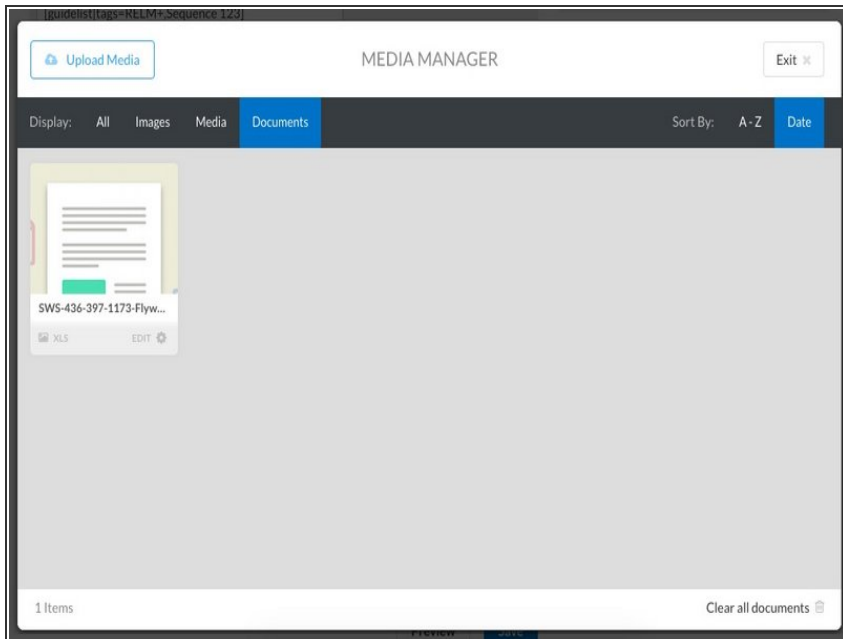 [guidelist|tags=RELM+,Sequence 123]
Upload Media
MEDIA MANAGER
Exit ×
Display: All Images Media Documents Sort By: A - Z Date
SWS-436-397-1173-Flyw...
XLS EDIT
1 Items
Clear all documents
Preview Save